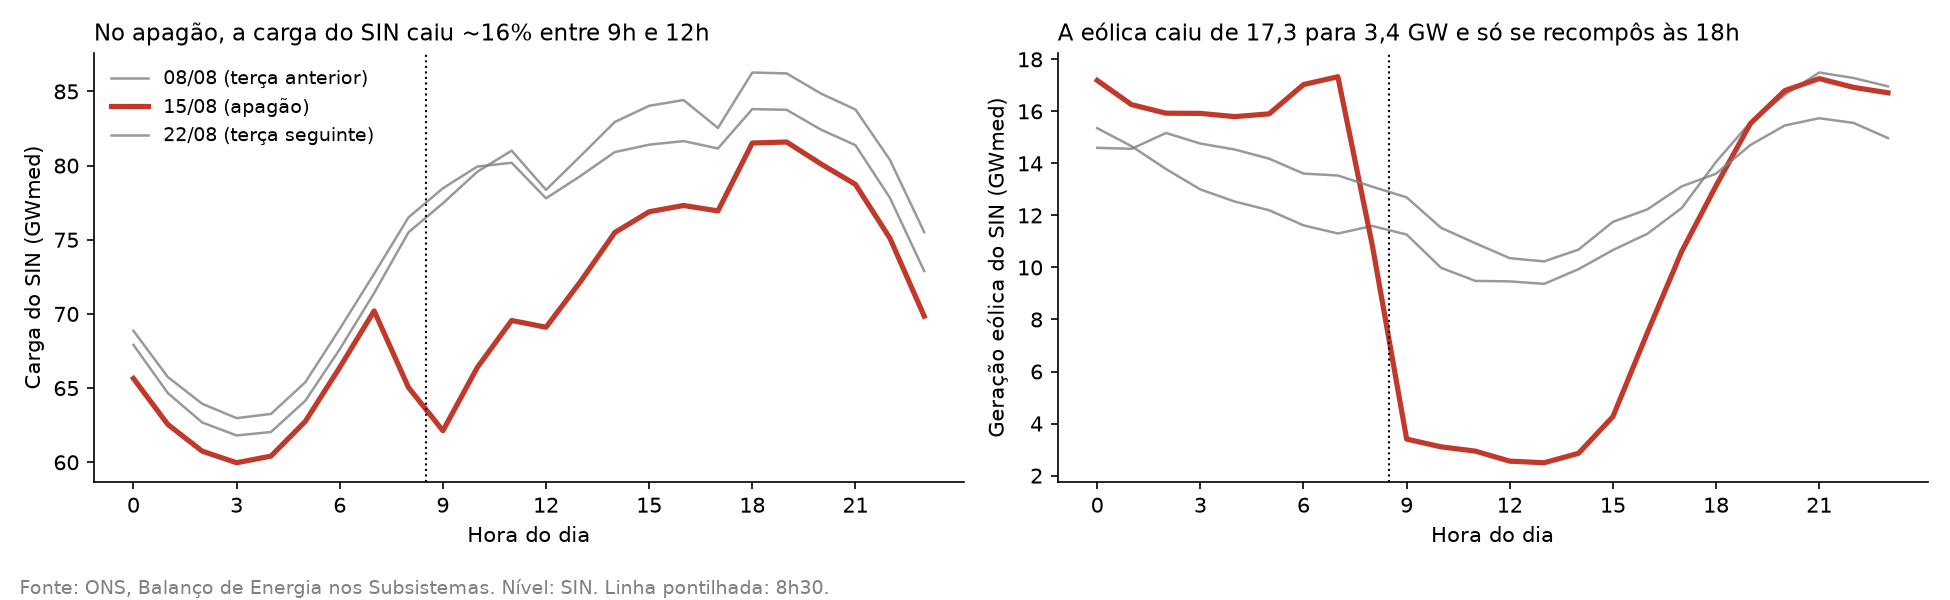 No apagão, a carga do SIN caiu ~16% entre 9h e 12h
08/08 (terça anterior)
15/08 (apagão)
22/08 (terça seguinte)
Carga do SIN (GWmed)
85
80
75
70
65
60
0 3 6 9 12 15 18 21
Hora do dia
A eólica caiu de 17,3 para 3,4 GW e só se recompôs às 18h
Geração eólica do SIN (GWmed)
18
16
14
12
10
8
6
4
2
0 3 6 9 12 15 18 21
Hora do dia
Fonte: ONS, Balanço de Energia nos Subsistemas. Nível: SIN. Linha pontilhada: 8h30.